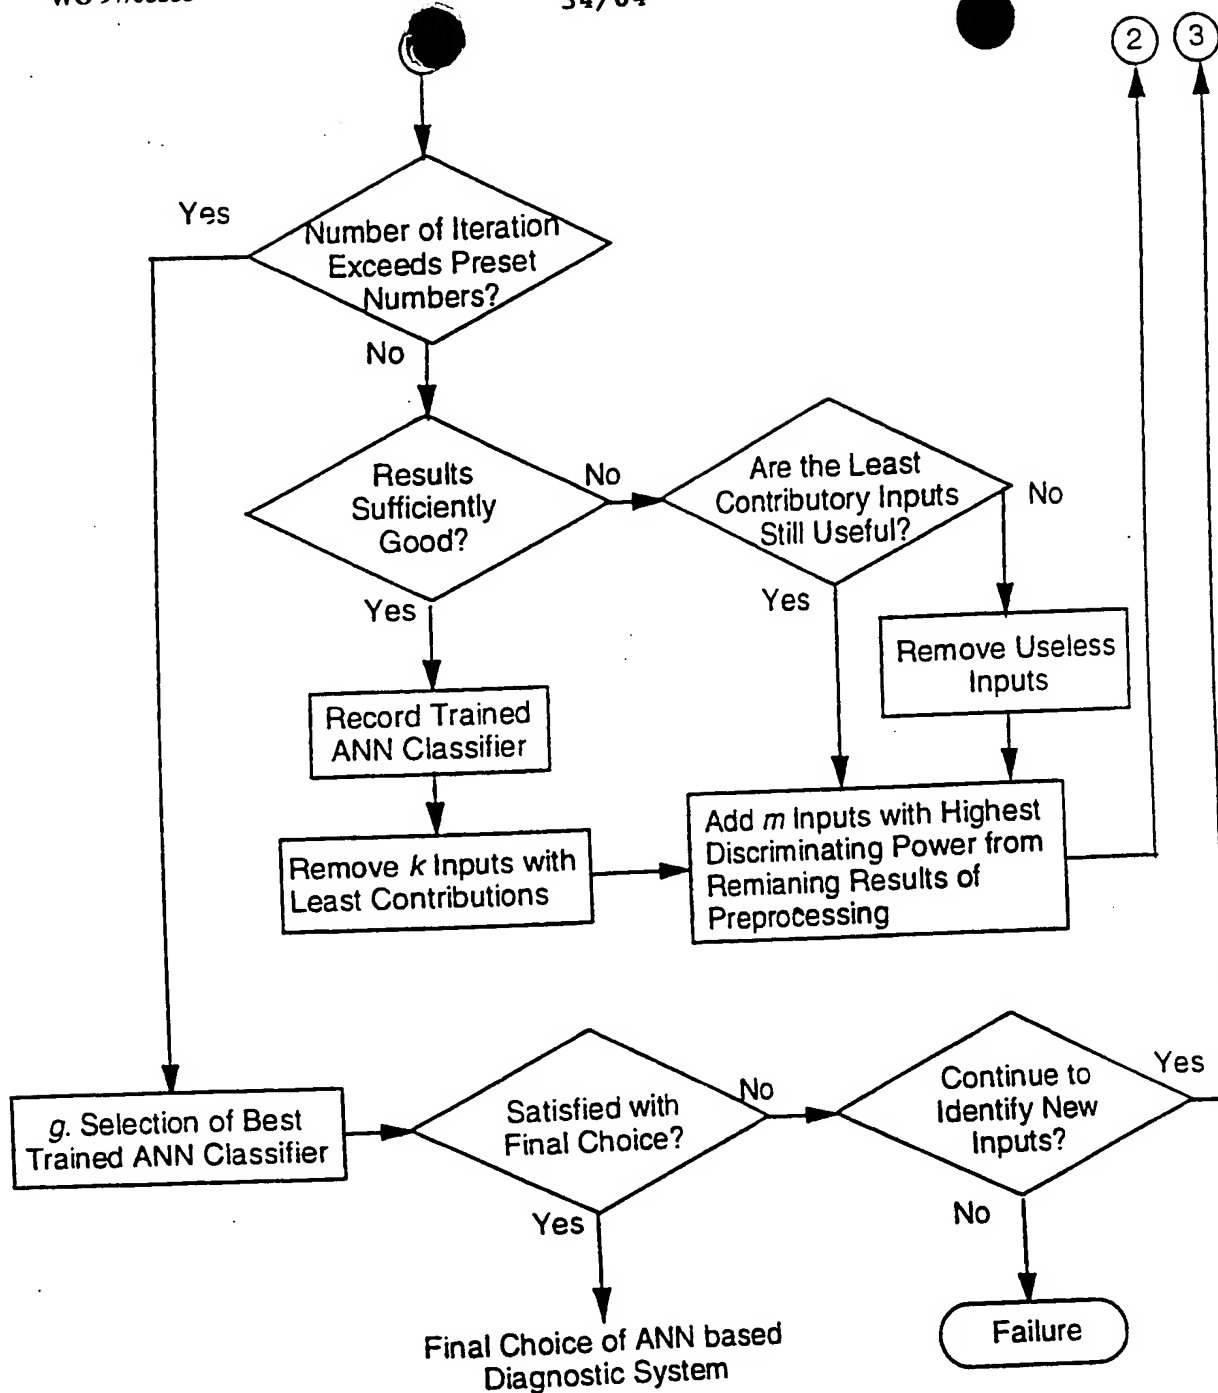 34/64
2
3
Yes
Number of Iteration
Exceeds Preset
Numbers?
No
Results
Sufficiently
Good?
No
Are the Least
Contributory Inputs
Still Useful?
No
Yes
Yes
Remove Useless
Inputs
Record Trained
ANN Classifier
Remove k Inputs with
Least Contributions
Add m Inputs with Highest
Discriminating Power from
Remianing Results of
Preprocessing
g. Selection of Best
Trained ANN Classifier
Satisfied with
Final Choice?
No
Continue to
Identify New
Inputs?
Yes
Yes
No
Final Choice of ANN based
Diagnostic System
Failure